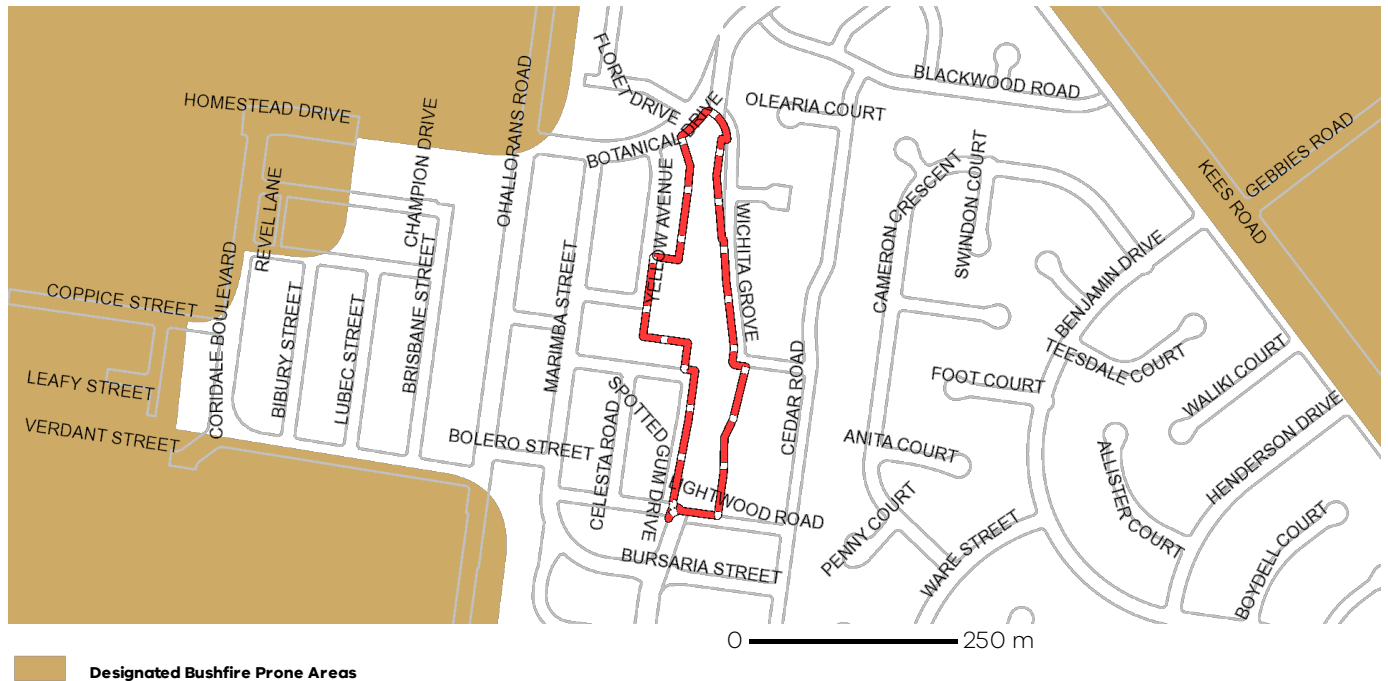 BLACKWOOD ROAD
FLORET DRIVE
HOMESTEAD DRIVE
OLEARIA COURT
BOTANICAL DRIVE
CHAMPION DRIVE
OHALLORANS ROAD
GEBBIES ROAD
KEES ROAD
SWINDON COURT
CAMERON CRESCENT
REVEL LANE
YELLOW AVENUE
WICHITA GROVE
BENJAMIN DRIVE
COPPICE STREET
CORIDALE BOULEVARD
BIBURY STREET
LUBEC STREET
BRISBANE STREET
MARIMBA STREET
TEESDALE COURT
WALIKI COURT
FOOT COURT
LEAFY STREET
SPOTTED GUM DRIVE
CEDAR ROAD
HENDERSON DRIVE
VERDANT STREET
BOLERO STREET
CELESTA ROAD
ANITA COURT
ALLISTER COURT
LIGHTWOOD ROAD
PENNY COURT
WARE STREET
BOYDELL COURT
BURSARIA STREET
0 250 m
Designated Bushfire Prone Areas